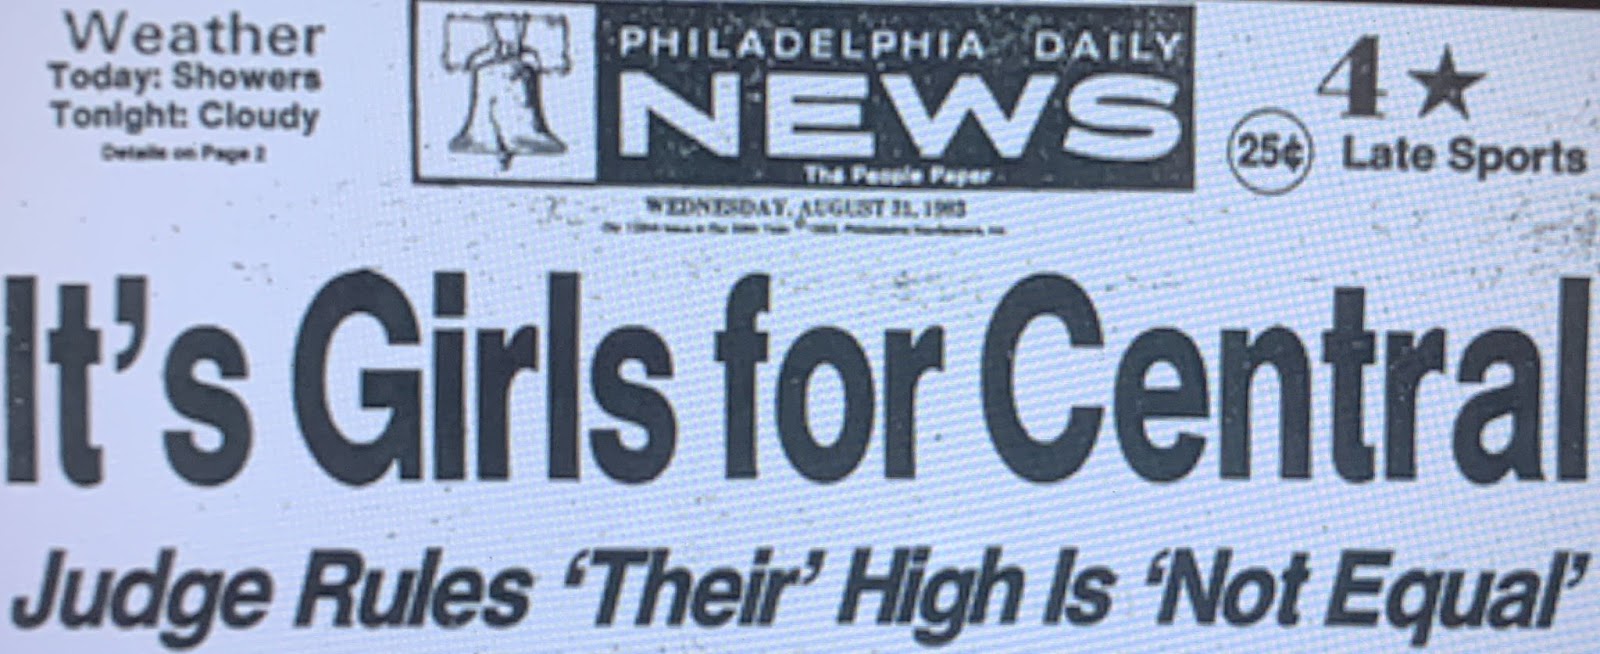 Weather
Today: Showers
Tonight: Cloudy
Details on Page 2
PHILADELPHIA DAILY
NEWS
The People Paper
4★
25¢
Late Sports
WEDNESDAY, AUGUST 31, 1983
It's Girls for Central
Judge Rules 'Their' High Is 'Not Equal'